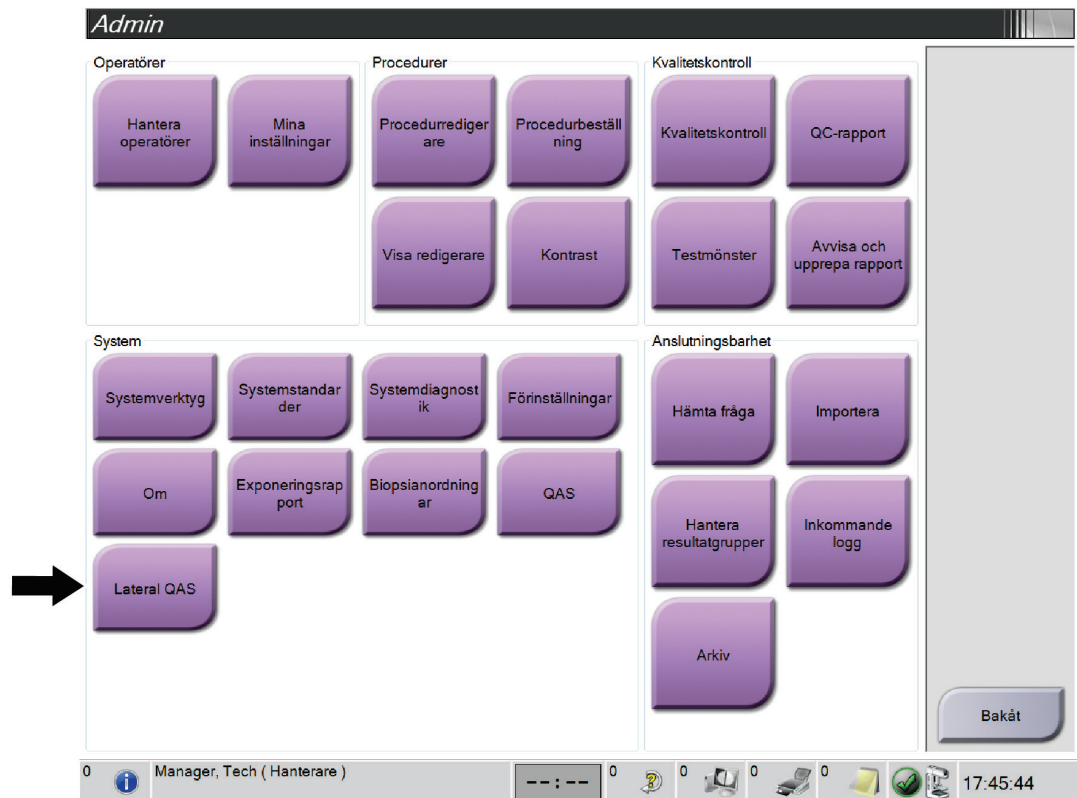 Admin
Operatörer
Hantera
operatörer
Mina
inställningar
Procedurer
Procedurrediger
are
Procedurbeställ
ning
Visa redigerare
Kontrast
Kvalitetskontroll
Kvalitetskontroll
QC-rapport
Testmönster
Avvisa och
upprepa rapport
System
Systemverktyg
Systemstandar
der
Systemdiagnost
ik
Förinställningar
Om
Exponeringsrap
port
Biopsianordning
ar
QAS
Lateral QAS
Anslutningsbarhet
Hämta fråga
Importera
Hantera
resultatgrupper
Inkommande
logg
Arkiv
Bakåt
0
Manager, Tech ( Hanterare )
--:--
0
0
0
0
17:45:44